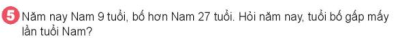 5 Năm nay Nam 9 tuổi, bố hơn Nam 27 tuổi. Hỏi năm nay, tuổi bố gấp mấy
lần tuổi Nam?